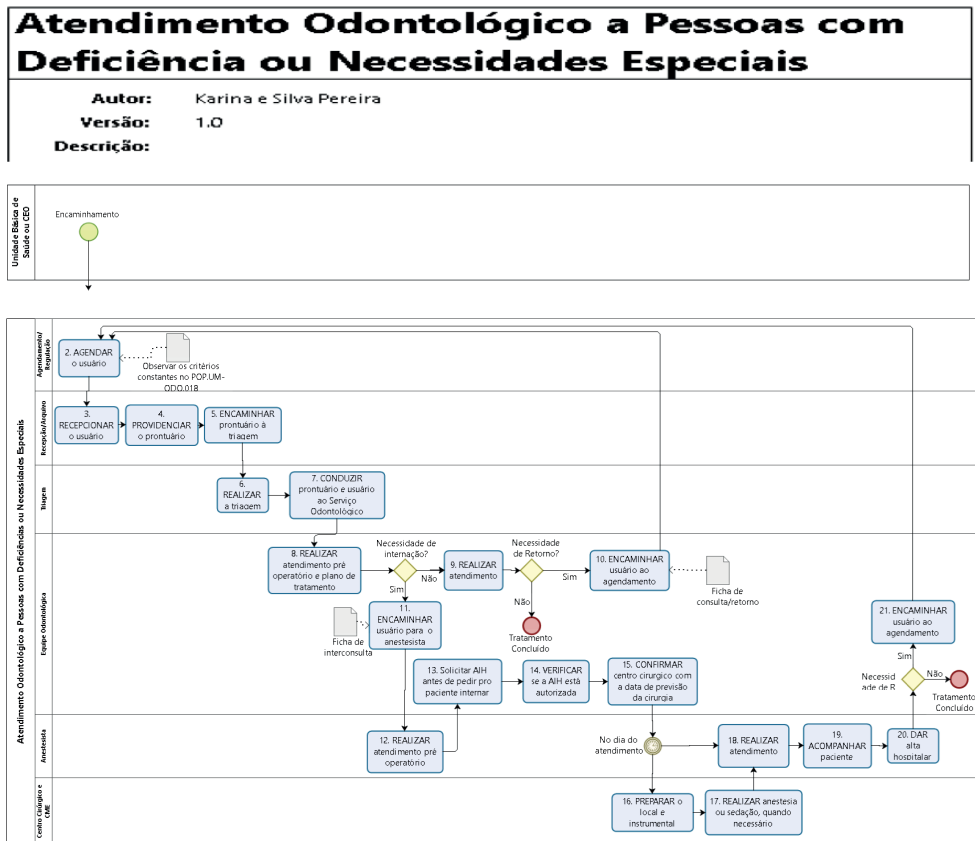 Atendimento Odontológico a Pessoas com
Deficiência ou Necessidades Especiais
Autor: Karina e Silva Pereira
Versão: 1.0
Descrição:
Unidade Básica de
Saúde ou CEO
Encaminhamento
Atendimento Odontológico a Pessoas com Deficiências ou Necessidades Especiais
Agendamento/
Regulação
2. AGENDAR
o usuário
Observar os critérios
constantes no POP.UM-
ODO.018
Recepção/Arquivo
3.
RECEPCIONAR
o usuário
4.
PROVIDENCIAR
o prontuário
5. ENCAMINHAR
prontuário à
triagem
Triagem
6.
REALIZAR
a triagem
7. CONDUZIR
prontuário e usuário
ao Serviço
Odontológico
Equipe Odontológica
8. REALIZAR
atendimento pré
operatório e plano de
tratamento
Necessidade de
internação?
Não
Sim
9. REALIZAR
atendimento
Necessidade
de Retorno?
Sim
Não
Tratamento
Concluído
10. ENCAMINHAR
usuário ao
agendamento
Ficha de
consulta/retorno
11.
ENCAMINHAR
usuário para o
anestesista
Ficha de
interconsulta
13. Solicitar AIH
antes de pedir pro
paciente internar
14. VERIFICAR
se a AIH está
autorizada
15. CONFIRMAR
centro cirurgico com
a data de previsão
da cirurgia
21. ENCAMINHAR
usuário ao
agendamento
Sim
Necessid
ade de R
Não
Tratamento
Concluído
Anestesista
12. REALIZAR
atendimento pré
operatório
No dia do
atendimento
18. REALIZAR
atendimento
19.
ACOMPANHAR
paciente
20. DAR
alta
hospitalar
Centro Cirúrgico e
CME
16. PREPARAR o
local e
instrumental
17. REALIZAR anestesia
ou sedação, quando
necessário